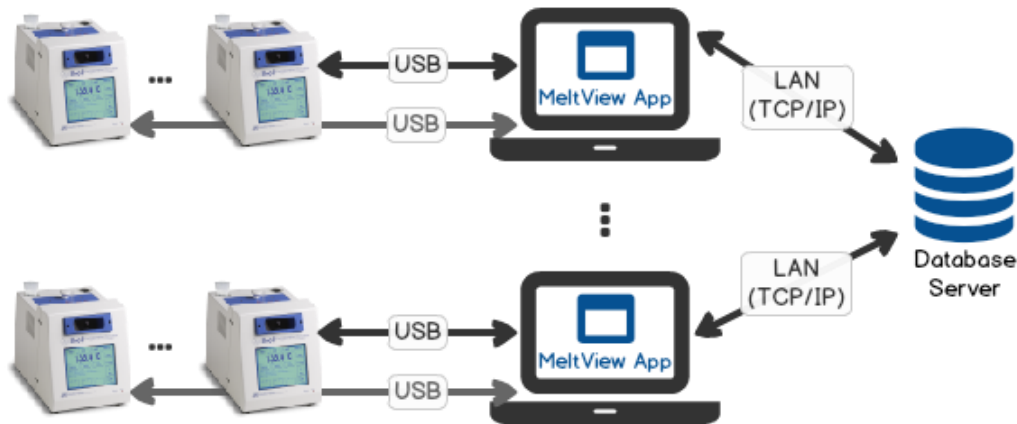 USB
MeltView App
LAN
(TCP/IP)
USB
Database
Server
LAN
(TCP/IP)
USB
MeltView App
USB